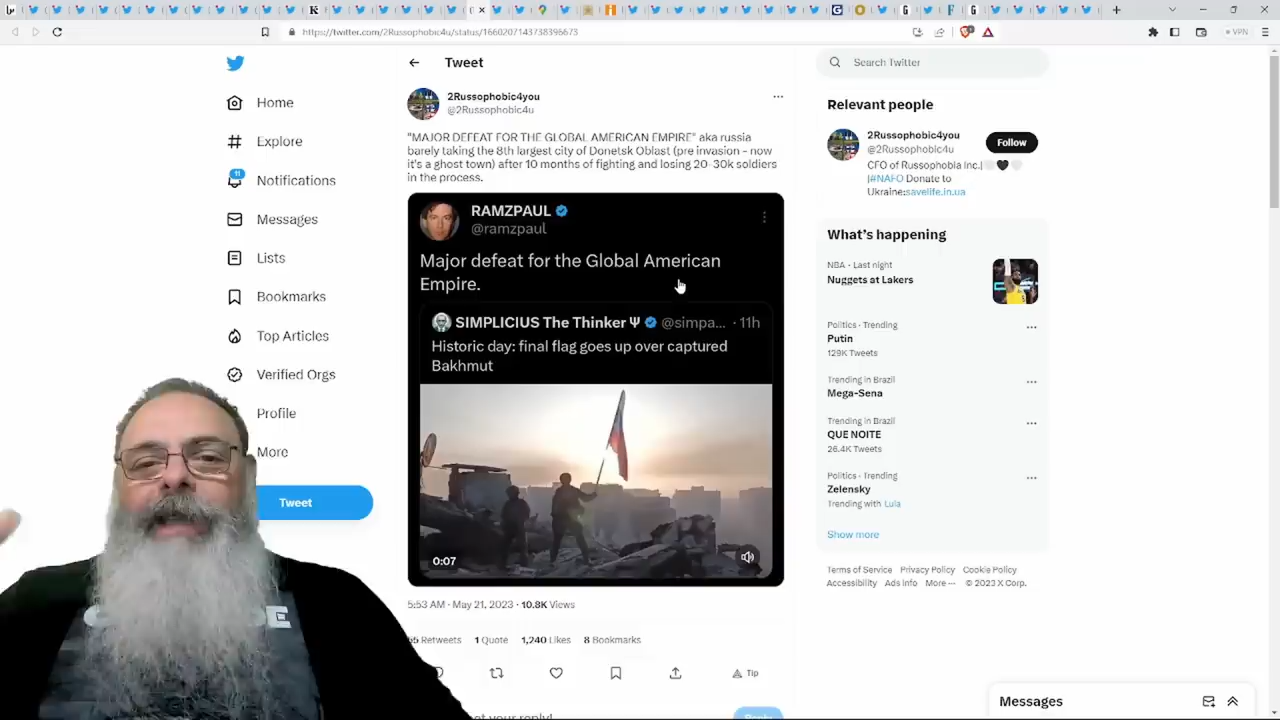 https://twitter.com/2Russophobic4u/status/1660207143738396673
VPN
Home
Explore
11
Notifications
Messages
Lists
Bookmarks
Top Articles
Verified Orgs
Profile
More
Tweet
Tweet
2Russophobic4you
@2Russophobic4u
"MAJOR DEFEAT FOR THE GLOBAL AMERICAN EMPIRE" aka russia
barely taking the 8th largest city of Donetsk Oblast (pre invasion - now
it's a ghost town) after 10 months of fighting and losing 20-30k soldiers
in the process.
RAMZPAUL
@ramzpaul
Major defeat for the Global American
Empire.
SIMPLICIUS The Thinker Ψ @simpa... · 11h
Historic day: final flag goes up over captured
Bakhmut
0:07
5:53 AM · May 21, 2023 · 10.8K Views
Retweets 1 Quote 1,240 Likes 8 Bookmarks
Tip
Reply
Search Twitter
Relevant people
2Russophobic4you
@2Russophobic4u
Follow
CFO of Russophobia Inc.|
|#NAFO Donate to
Ukraine:savelife.in.ua
What's happening
NBA · Last night
Nuggets at Lakers
Politics · Trending
Putin
129K Tweets
Trending in Brazil
Mega-Sena
Trending in Brazil
QUE NOITE
26.4K Tweets
Politics · Trending
Zelensky
Trending with Lula
Show more
Terms of Service Privacy Policy Cookie Policy
Accessibility Ads info More ··· © 2023 X Corp.
Messages